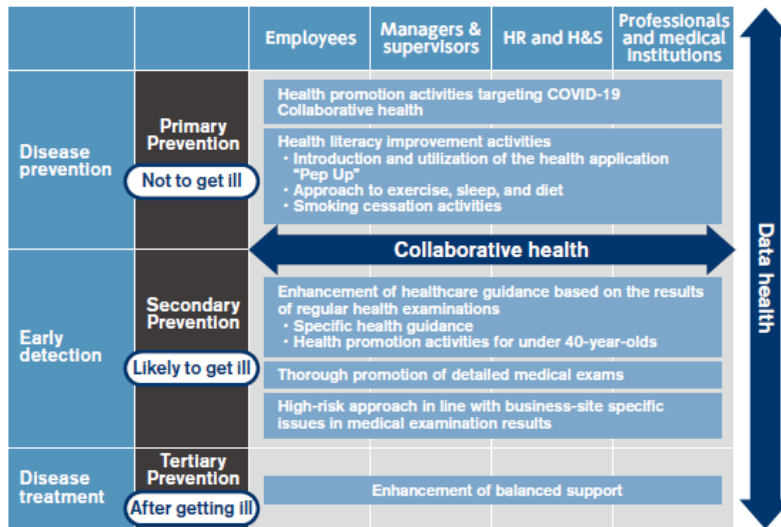 Employees
Managers &
supervisors
HR and H&S
Professionals
and medical
institutions
Disease
prevention
Primary
Prevention
Not to get ill
Health promotion activities targeting COVID-19
Collaborative health
Health literacy improvement activities
・Introduction and utilization of the health application
"Pep Up"
・Approach to exercise, sleep, and diet
・Smoking cessation activities
Collaborative health
Early
detection
Secondary
Prevention
Likely to get ill
Enhancement of healthcare guidance based on the results
of regular health examinations
・Specific health guidance
・Health promotion activities for under 40-year-olds
Thorough promotion of detailed medical exams
High-risk approach in line with business-site specific
issues in medical examination results
Disease
treatment
Tertiary
Prevention
After getting ill
Enhancement of balanced support
Data health